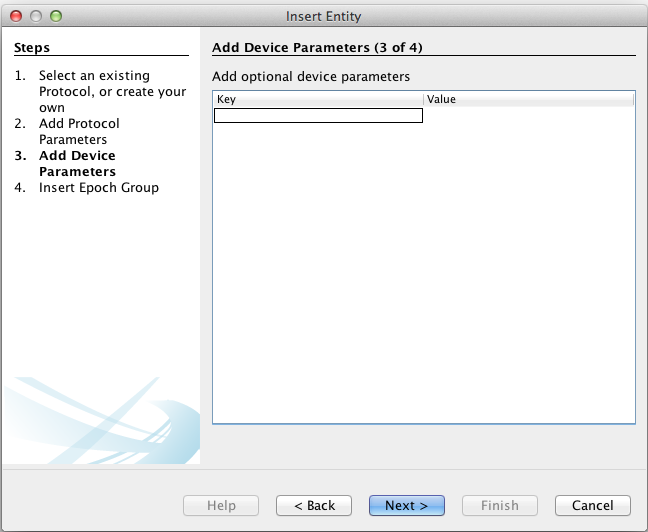 Insert Entity
Steps
1. Select an existing
Protocol, or create your
own
2. Add Protocol
Parameters
3. Add Device
Parameters
4. Insert Epoch Group
Add Device Parameters (3 of 4)
Add optional device parameters
Key Value
Help < Back Next > Finish Cancel